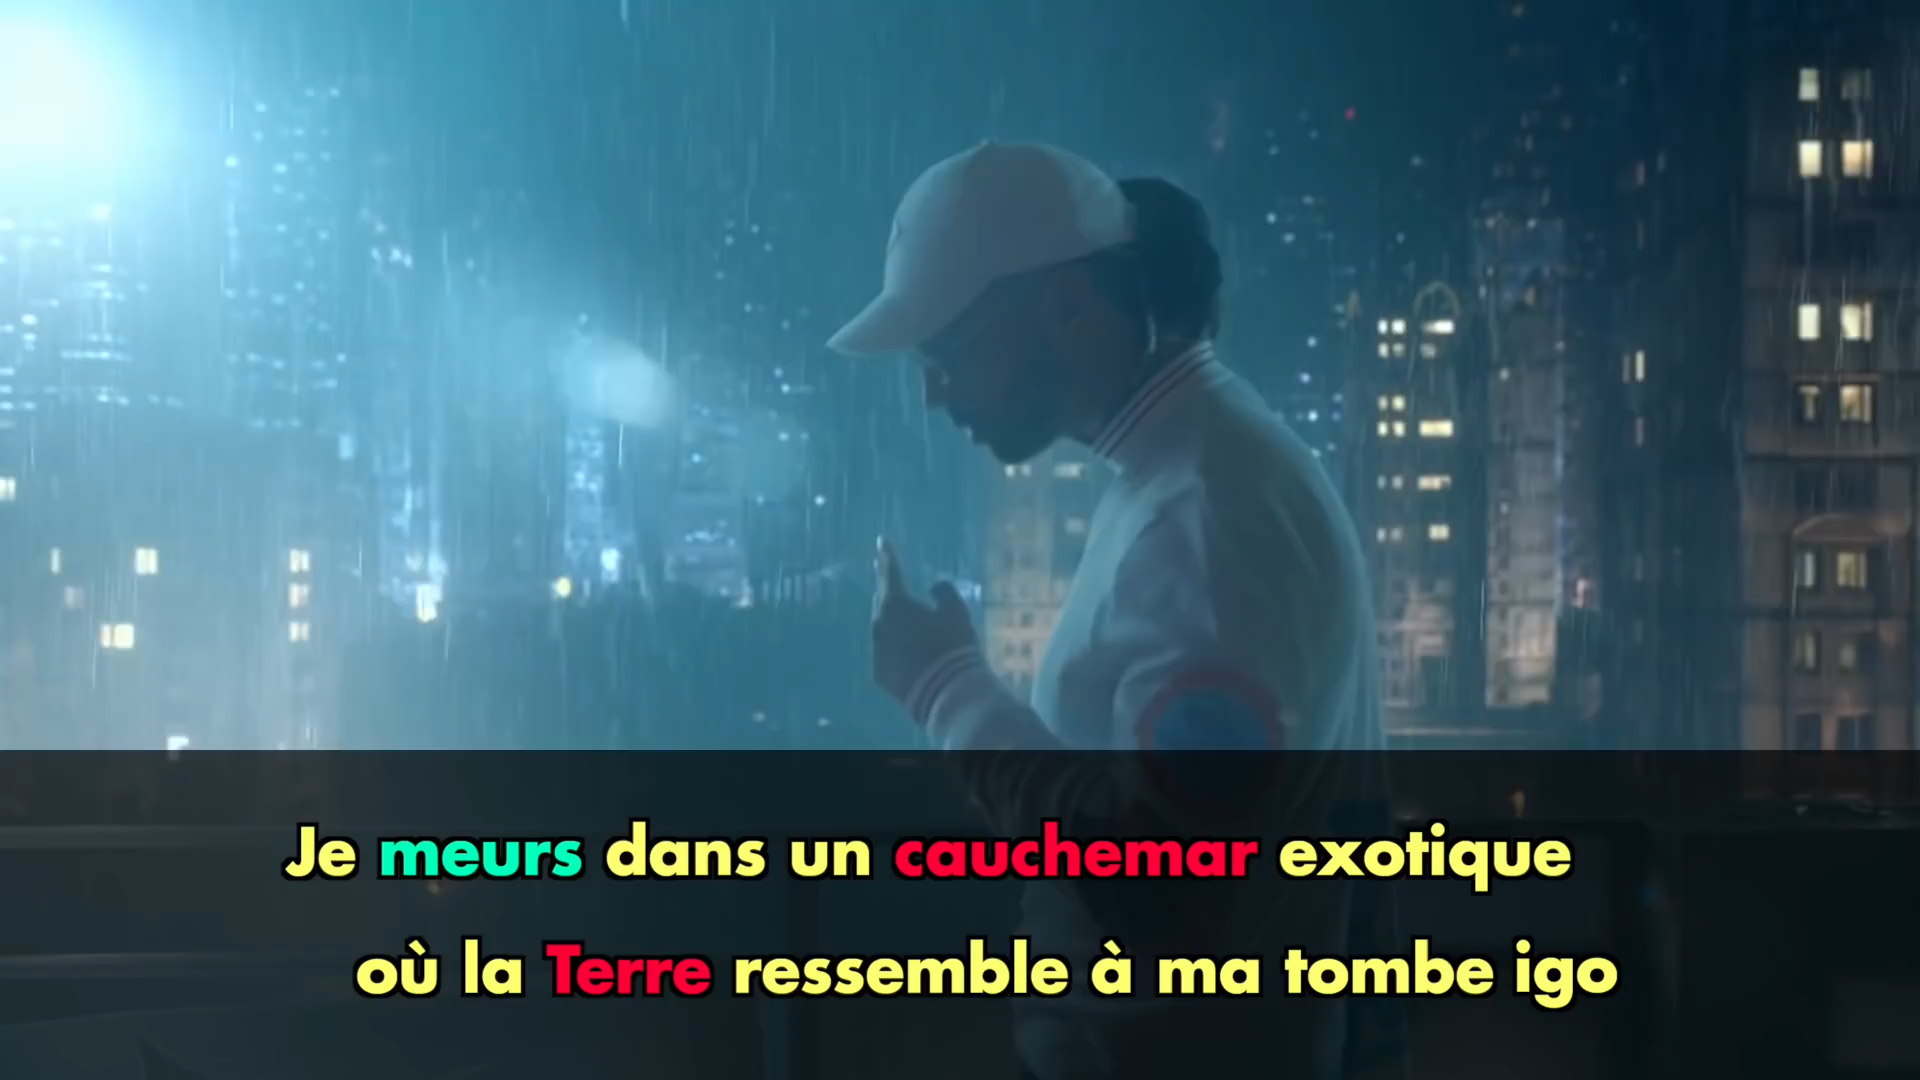 Je meurs dans un cauchemar exotique
où la Terre ressemble à ma tombe igo